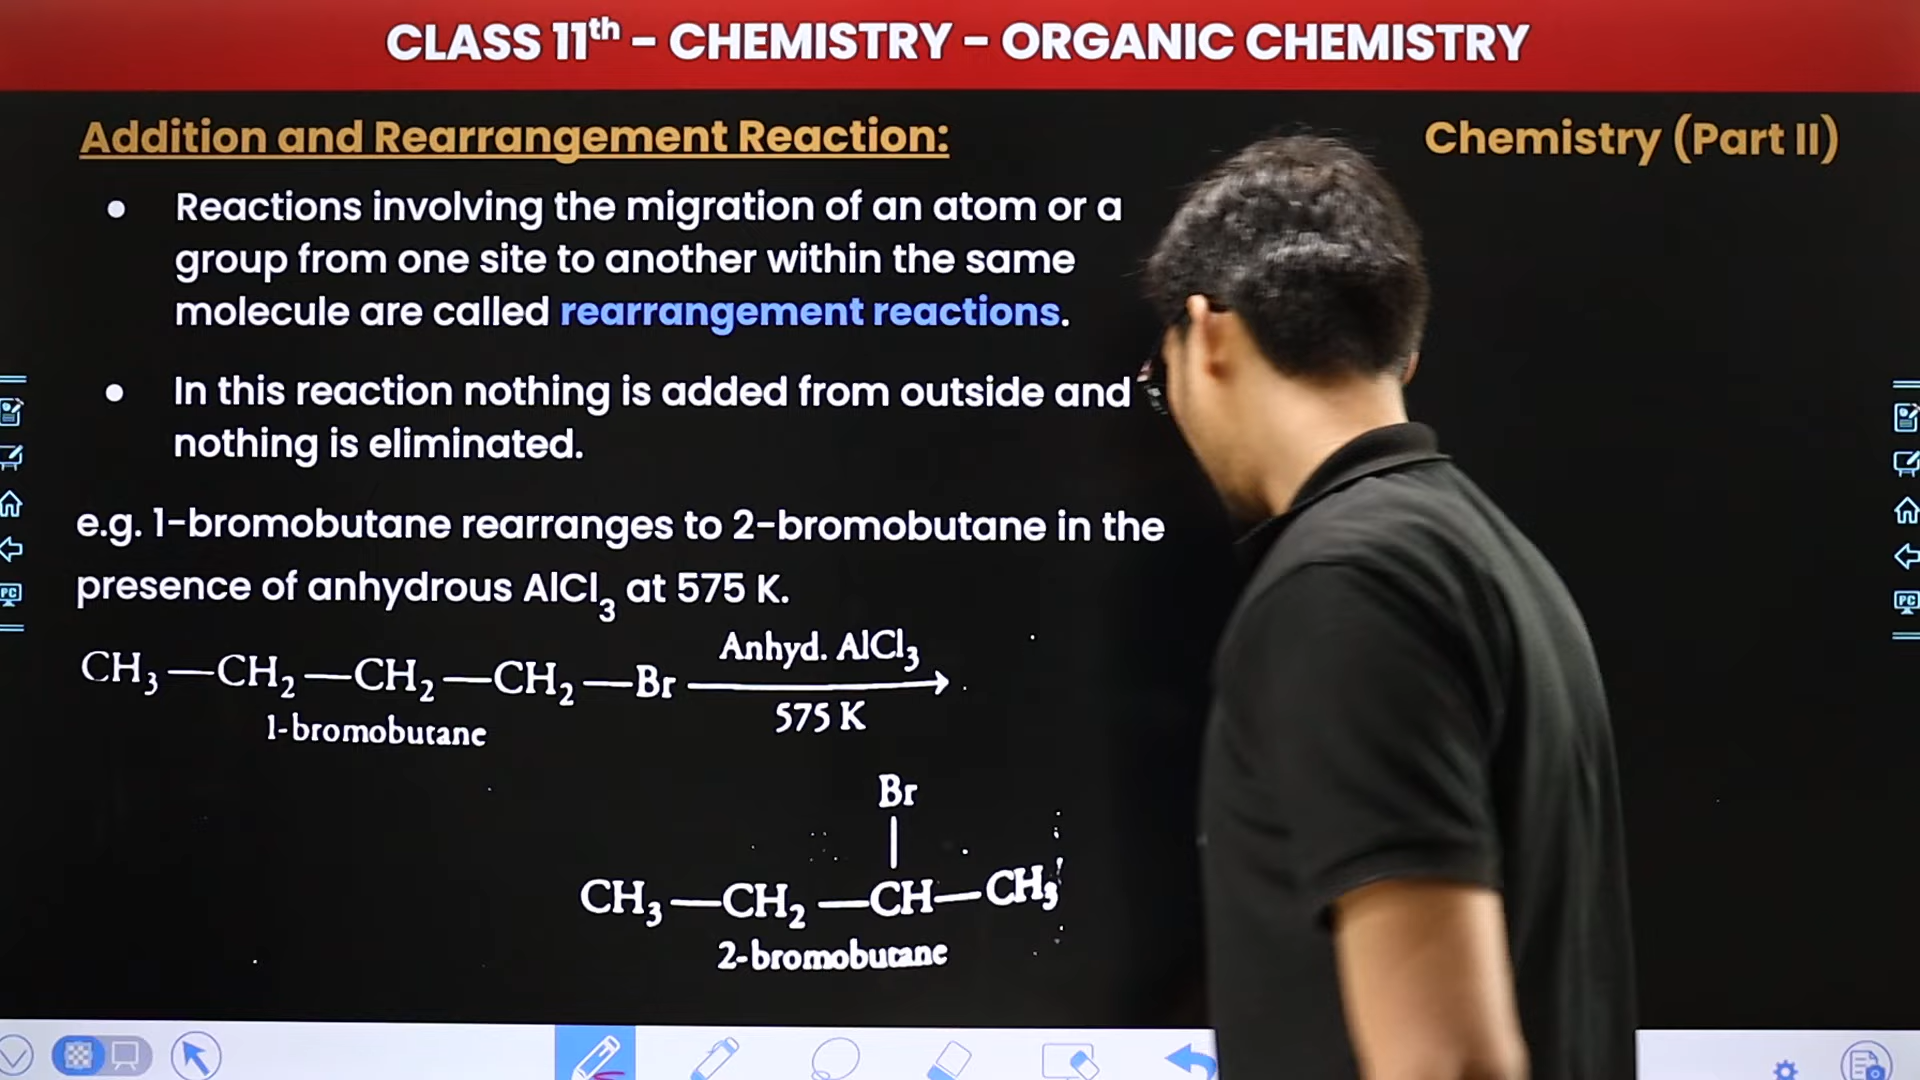 CLASS 11th - CHEMISTRY - ORGANIC CHEMISTRY
Addition and Rearrangement Reaction:
Chemistry (Part II)
• Reactions involving the migration of an atom or a
group from one site to another within the same
molecule are called rearrangement reactions.
• In this reaction nothing is added from outside and
nothing is eliminated.
e.g. 1-bromobutane rearranges to 2-bromobutane in the
presence of anhydrous AlCl₃ at 575 K.
Anhyd. AlCl₃
CH₃—CH₂—CH₂—CH₂—Br →
575 K
1-bromobutane
Br
|
CH₃—CH₂—CH—CH₃
2-bromobutane
PC
PC